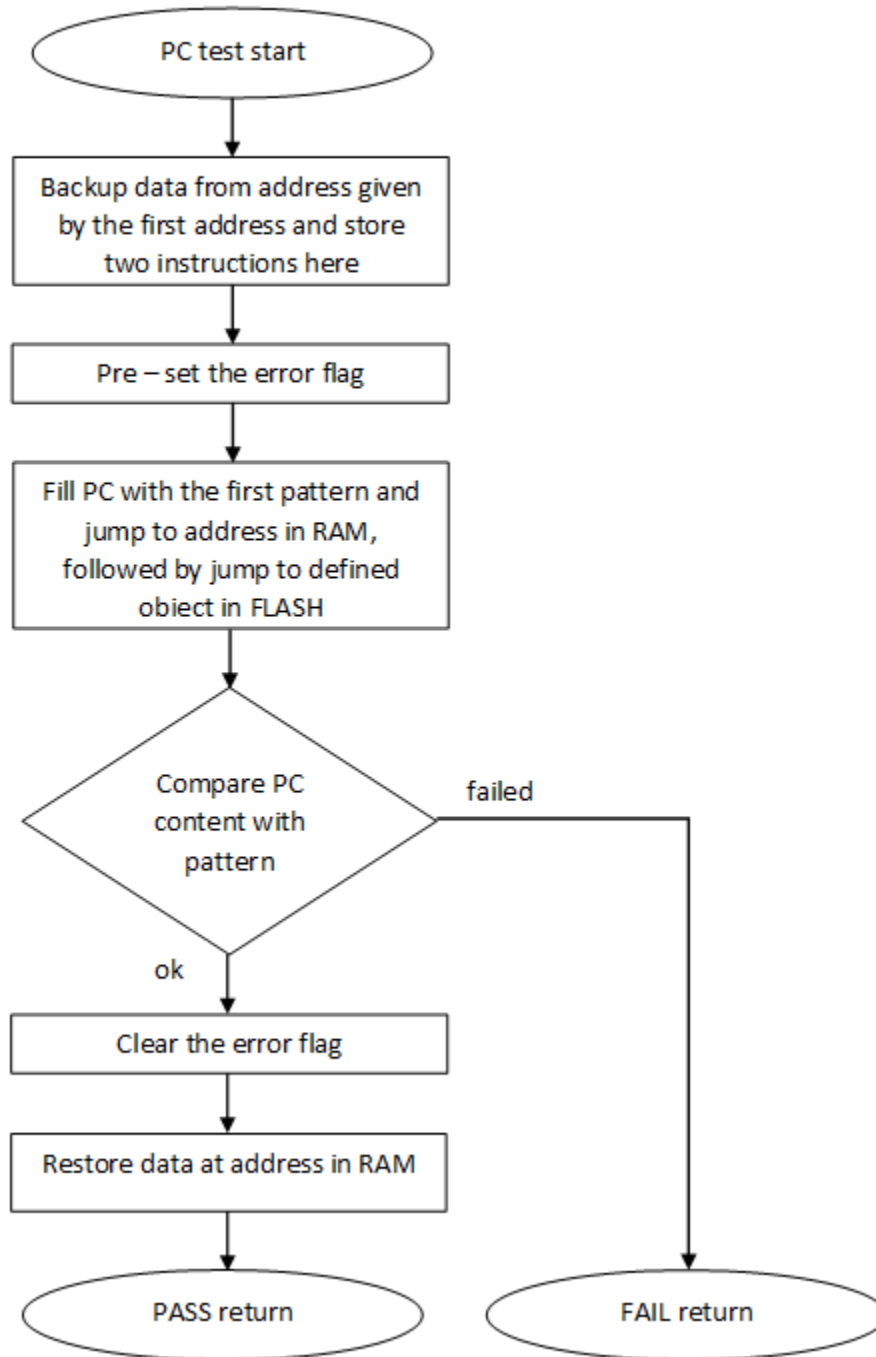 PC test start
Backup data from address given
by the first address and store
two instructions here
Pre – set the error flag
Fill PC with the first pattern and
jump to address in RAM,
followed by jump to defined
object in FLASH
Compare PC
content with
pattern
failed
ok
Clear the error flag
Restore data at address in RAM
PASS return
FAIL return